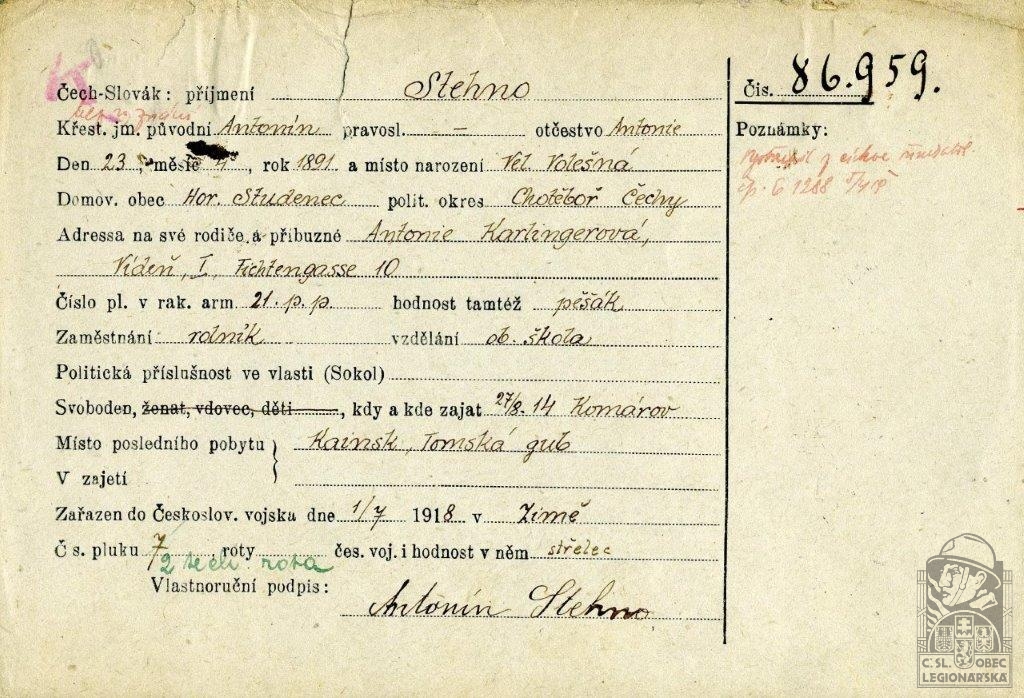 Čech-Slovák: příjmení Stehno
Křest. jm. původní Antonín pravosl. – otčestvo Antonie
Den 23, měsíc 4, rok 1891 a místo narození Vel. Volešná
Domov. obec Hor. Studenec polit. okres Chotěboř Čechy
Adressa na své rodiče a příbuzné Antonie Karlingerová,
Vídeň, I, Fichtengasse 10
Číslo pl. v rak. arm. 21. p. p. hodnost tamtéž pěšák
Zaměstnání rolník vzdělání ob. škola
Politická příslušnost ve vlasti (Sokol)
Svoboden, ženat, vdovec, děti, kdy a kde zajat 27/8. 14 Komárov
Místo posledního pobytu } Kainsk, Tomská gub
V zajetí
Zařazen do Českoslov. vojska dne 1/7 1918 v Zimě
Č s. pluku 7 roty čes. voj. i hodnost v něm střelec
2 rota
Vlastnoruční podpis:
Antonín Stehno
Čis. 86.959.
Poznámky:
z církve
1288
Č.SL. OBEC
LEGIONÁŘSKÁ